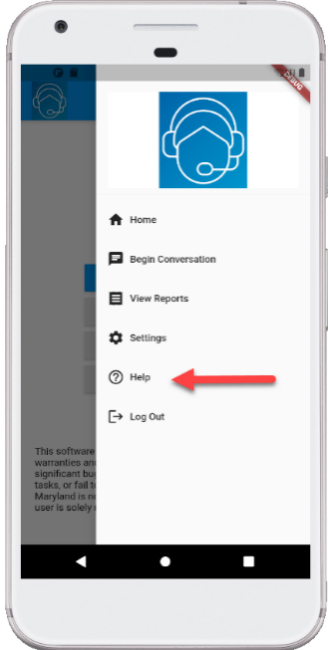 Home
Begin Conversation
View Reports
Settings
Help
Log Out
This software
warranties and
significant bu
tasks, or fail t
Maryland is n
user is solely